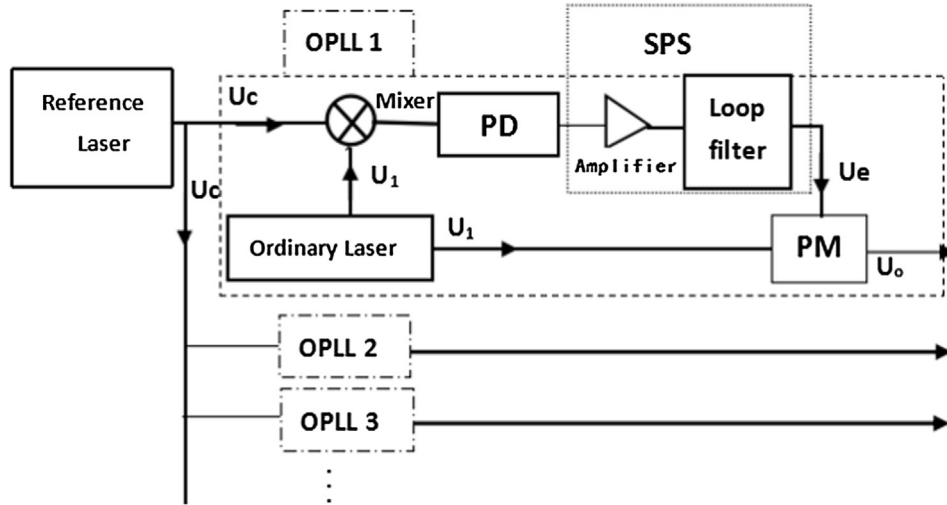 OPLL 1
SPS
Reference
Laser
Uc
Mixer
PD
Amplifier
Loop
filter
Uc
U₁
Ue
Ordinary Laser
U₁
PM
Uₒ
OPLL 2
OPLL 3
⋮